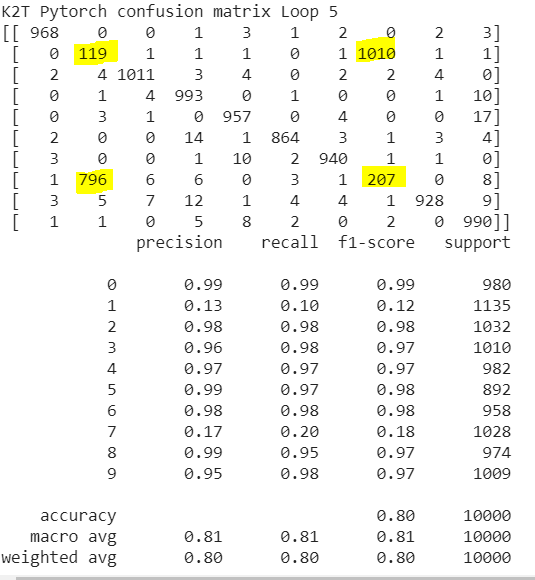 K2T Pytorch confusion matrix Loop 5
[[ 968 0 0 1 3 1 2 0 2 3]
[ 0 119 1 1 1 0 1 1010 1 1]
[ 2 4 1011 3 4 0 2 2 4 0]
[ 0 1 4 993 0 1 0 0 1 10]
[ 0 3 1 0 957 0 4 0 0 17]
[ 2 0 0 14 1 864 3 1 3 4]
[ 3 0 0 1 10 2 940 1 1 0]
[ 1 796 6 6 0 3 1 207 0 8]
[ 3 5 7 12 1 4 4 1 928 9]
[ 1 1 0 5 8 2 0 2 0 990]]
precision recall f1-score support
0 0.99 0.99 0.99 980
1 0.13 0.10 0.12 1135
2 0.98 0.98 0.98 1032
3 0.96 0.98 0.97 1010
4 0.97 0.97 0.97 982
5 0.99 0.97 0.98 892
6 0.98 0.98 0.98 958
7 0.17 0.20 0.18 1028
8 0.99 0.95 0.97 974
9 0.95 0.98 0.97 1009
accuracy 0.80 10000
macro avg 0.81 0.81 0.81 10000
weighted avg 0.80 0.80 0.80 10000